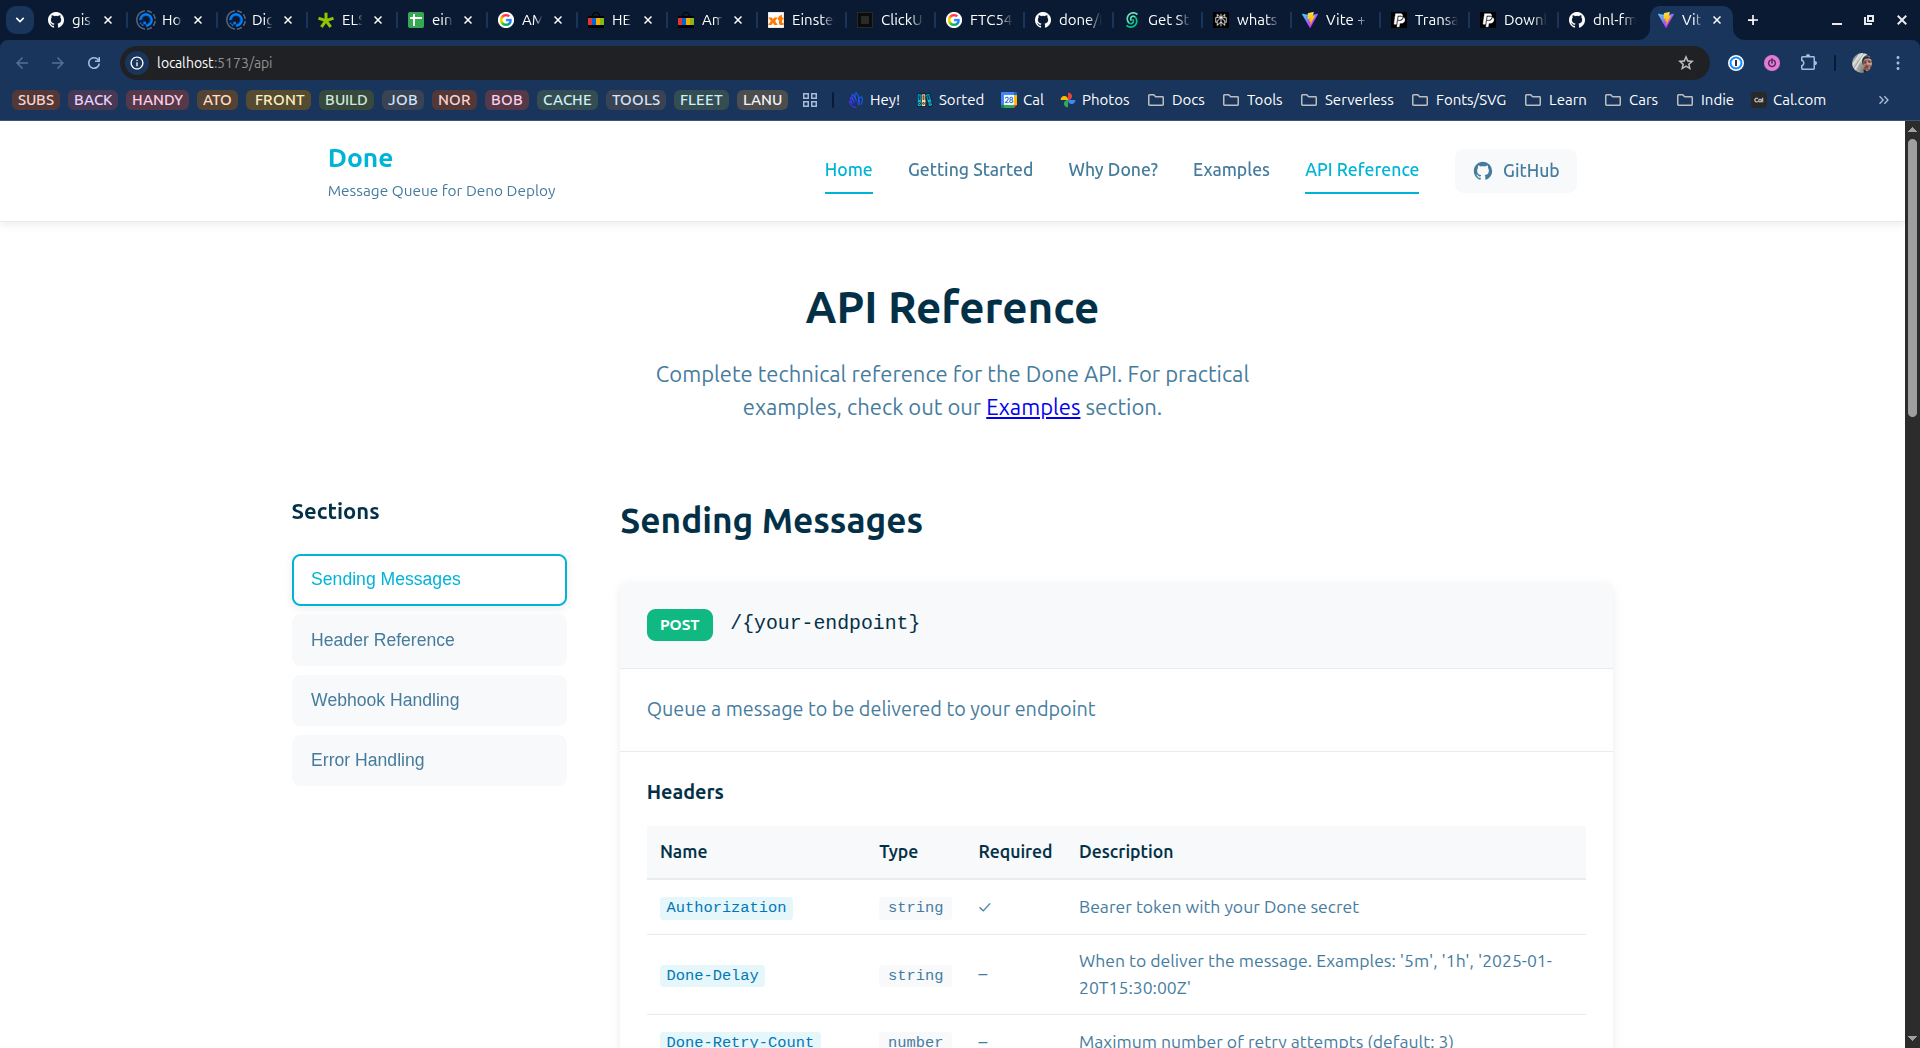 gis
Ho
Dig
ELS
ein
AM
HE
Am
Einste
ClickU
FTC54
done/
Get St
whats
Vite +
Transa
Down
dnl-fm
Vit
localhost:5173/api
SUBS BACK HANDY ATO FRONT BUILD JOB NOR BOB CACHE TOOLS FLEET LANU Hey! Sorted Cal Photos Docs Tools Serverless Fonts/SVG Learn Cars Indie Cal.com »
Done
Message Queue for Deno Deploy
Home Getting Started Why Done? Examples API Reference GitHub
API Reference
Complete technical reference for the Done API. For practical
examples, check out our Examples section.
Sections
Sending Messages
Header Reference
Webhook Handling
Error Handling
Sending Messages
POST /{your-endpoint}
Queue a message to be delivered to your endpoint
Headers
Name Type Required Description
Authorization string ✓ Bearer token with your Done secret
Done-Delay string – When to deliver the message. Examples: '5m', '1h', '2025-01-
20T15:30:00Z'
Done-Retry-Count number – Maximum number of retry attempts (default: 3)